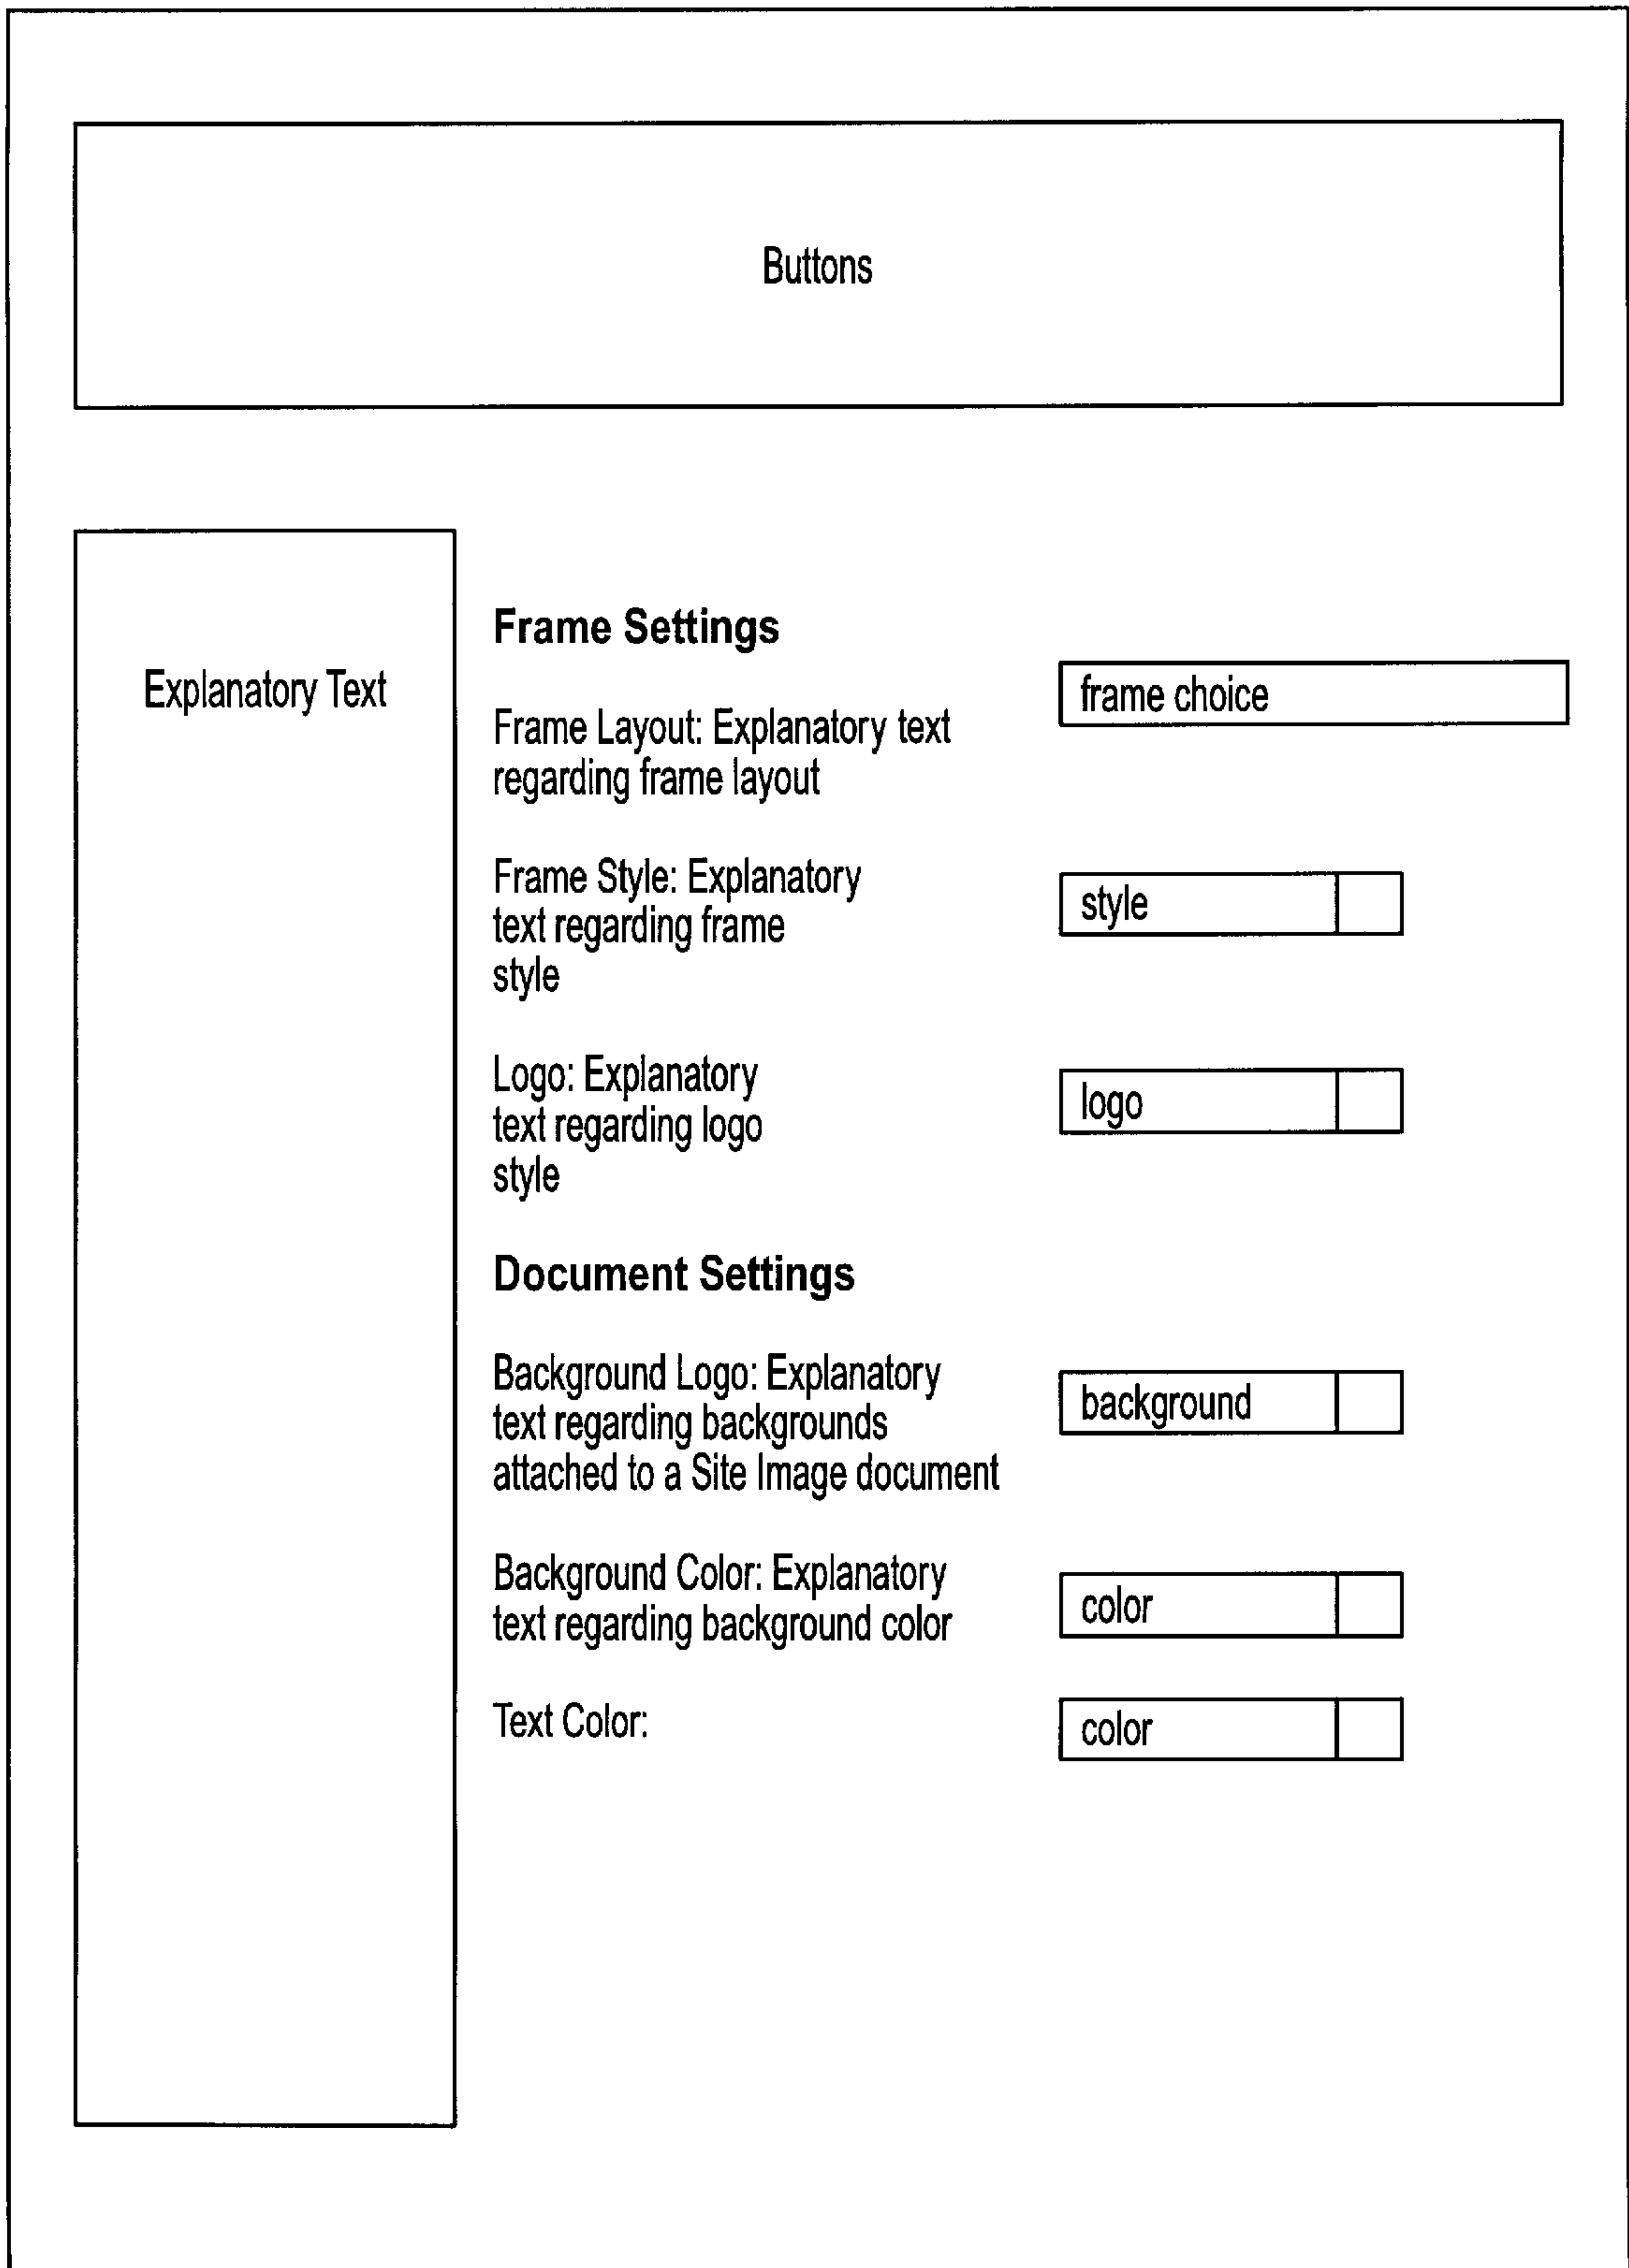 Buttons
Explanatory Text
Frame Settings
frame choice
Frame Layout: Explanatory text
regarding frame layout
Frame Style: Explanatory
text regarding frame
style
style
Logo: Explanatory
text regarding logo
style
logo
Document Settings
Background Logo: Explanatory
text regarding backgrounds
attached to a Site Image document
background
Background Color: Explanatory
text regarding background color
color
Text Color:
color